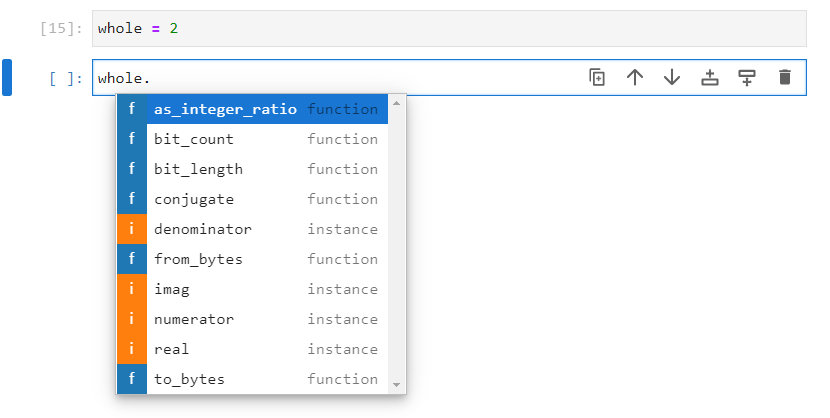 [15]: whole = 2
[ ]: whole.
f as_integer_ratio function
f bit_count function
f bit_length function
f conjugate function
i denominator instance
f from_bytes function
i imag instance
i numerator instance
i real instance
f to_bytes function